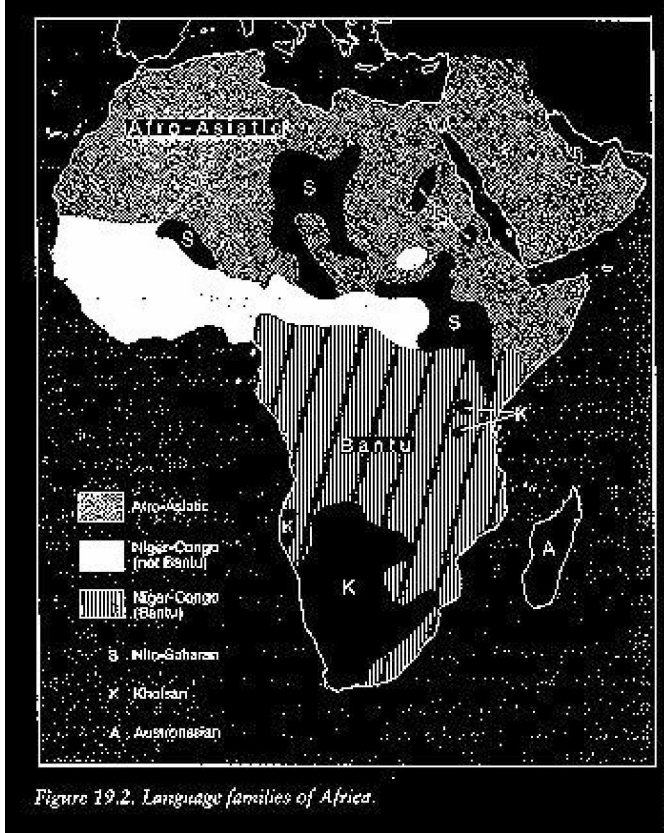 Afro-Asiatic
S
S
S
K
Bantu
K
K
A
Afro-Asiatic
Niger-Congo
(not Bantu)
Niger-Congo
(Bantu)
S Nilo-Saharan
K Khoisan
A Austronesian
Figure 19.2. Language families of Africa.